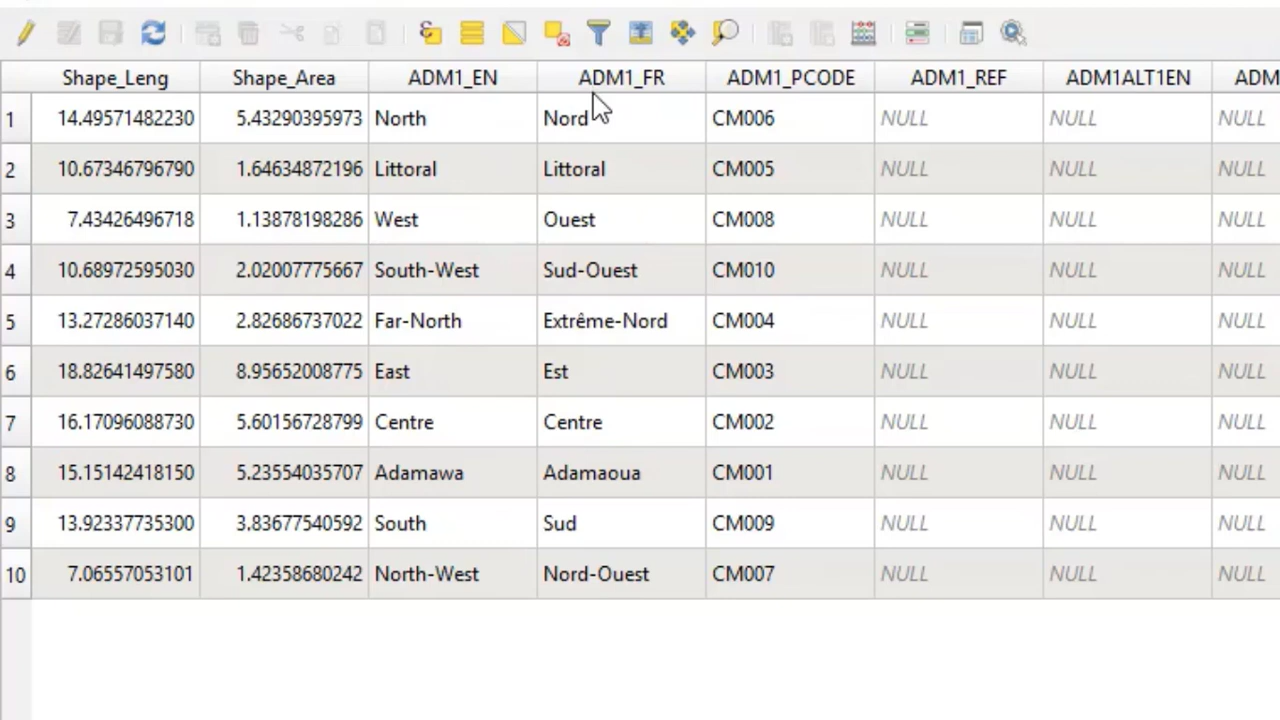 Shape_Leng Shape_Area ADM1_EN ADM1_FR ADM1_PCODE ADM1_REF ADM1ALT1EN ADM
1 14.49571482230 5.43290395973 North Nord CM006 NULL NULL NULL
2 10.67346796790 1.64634872196 Littoral Littoral CM005 NULL NULL NULL
3 7.43426496718 1.13878198286 West Ouest CM008 NULL NULL NULL
4 10.68972595030 2.02007775667 South-West Sud-Ouest CM010 NULL NULL NULL
5 13.27286037140 2.82686737022 Far-North Extrême-Nord CM004 NULL NULL NULL
6 18.82641497580 8.95652008775 East Est CM003 NULL NULL NULL
7 16.17096088730 5.60156728799 Centre Centre CM002 NULL NULL NULL
8 15.15142418150 5.23554035707 Adamawa Adamaoua CM001 NULL NULL NULL
9 13.92337735300 3.83677540592 South Sud CM009 NULL NULL NULL
10 7.06557053101 1.42358680242 North-West Nord-Ouest CM007 NULL NULL NULL